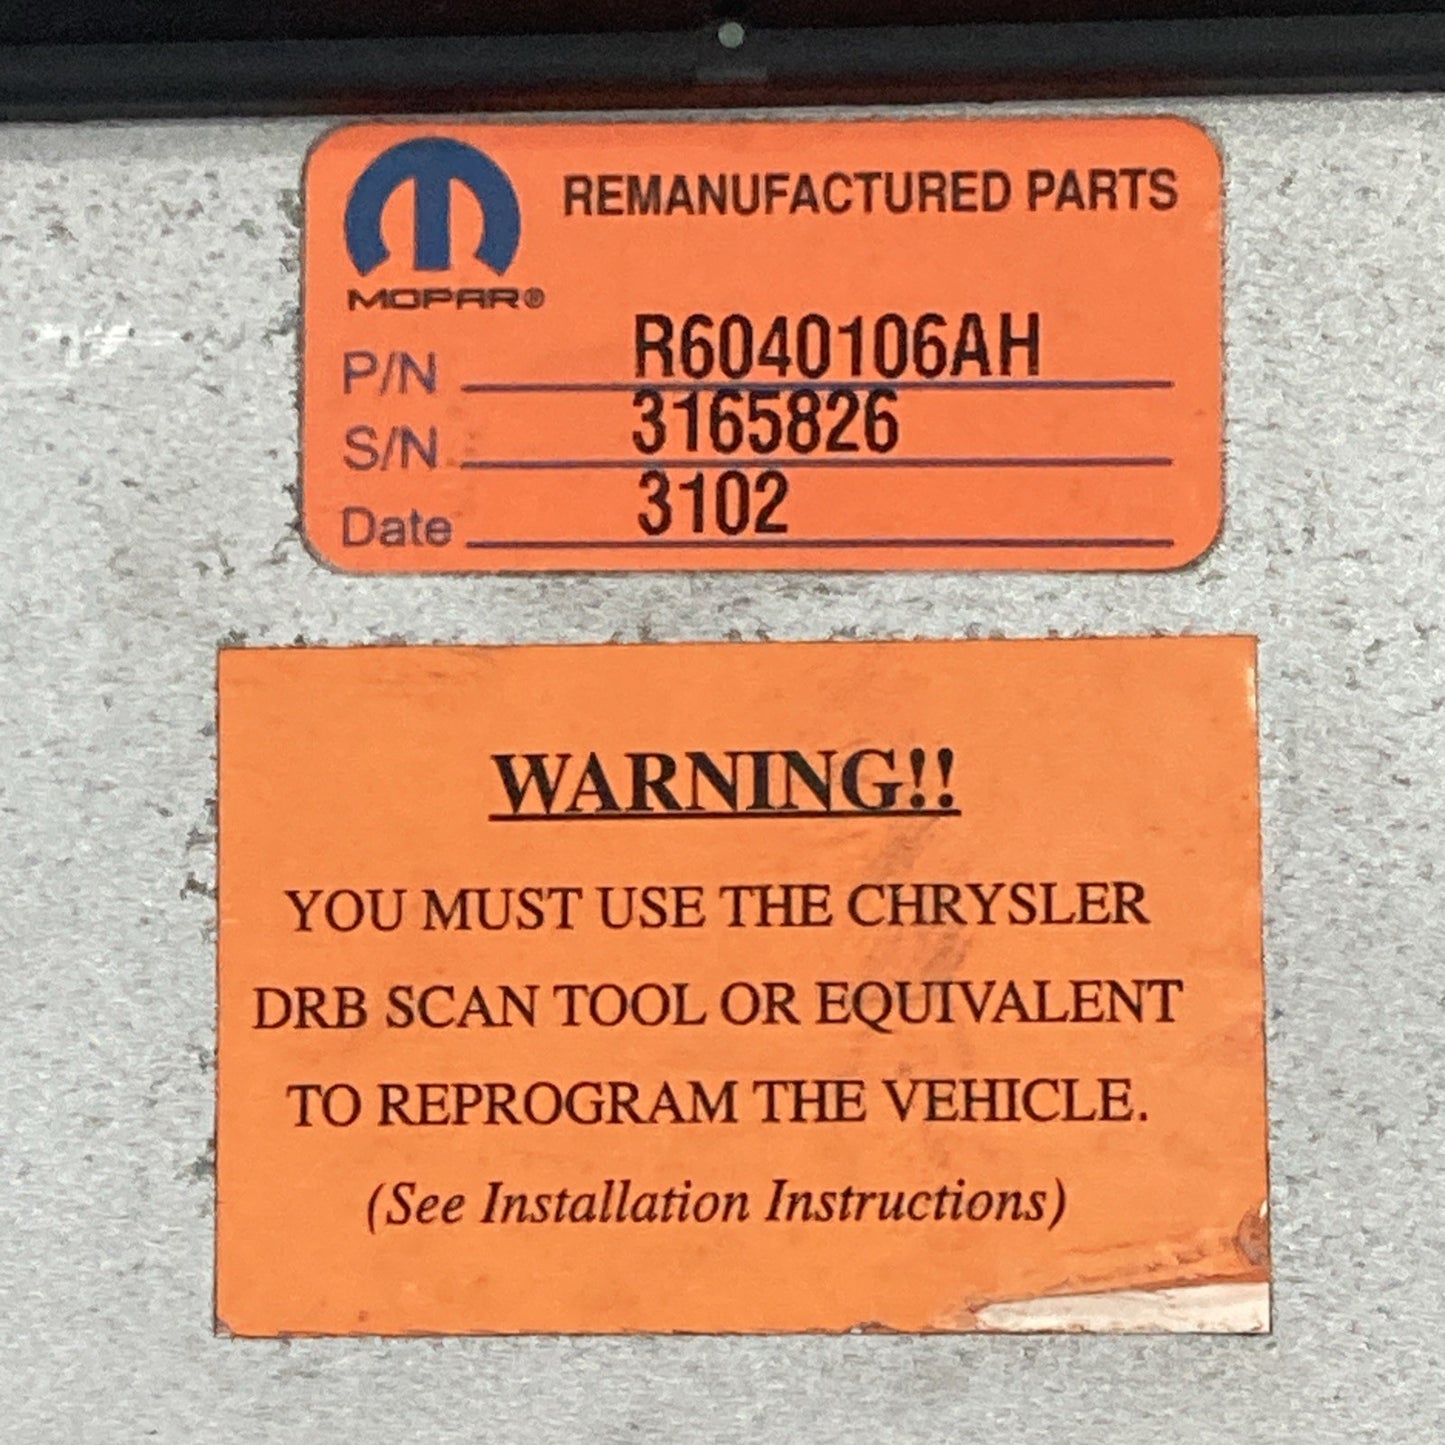 REMANUFACTURED PARTS
MOPAR®
P/N R6040106AH
S/N 3165826
Date 3102
WARNING!!
YOU MUST USE THE CHRYSLER
DRB SCAN TOOL OR EQUIVALENT
TO REPROGRAM THE VEHICLE.
(See Installation Instructions)